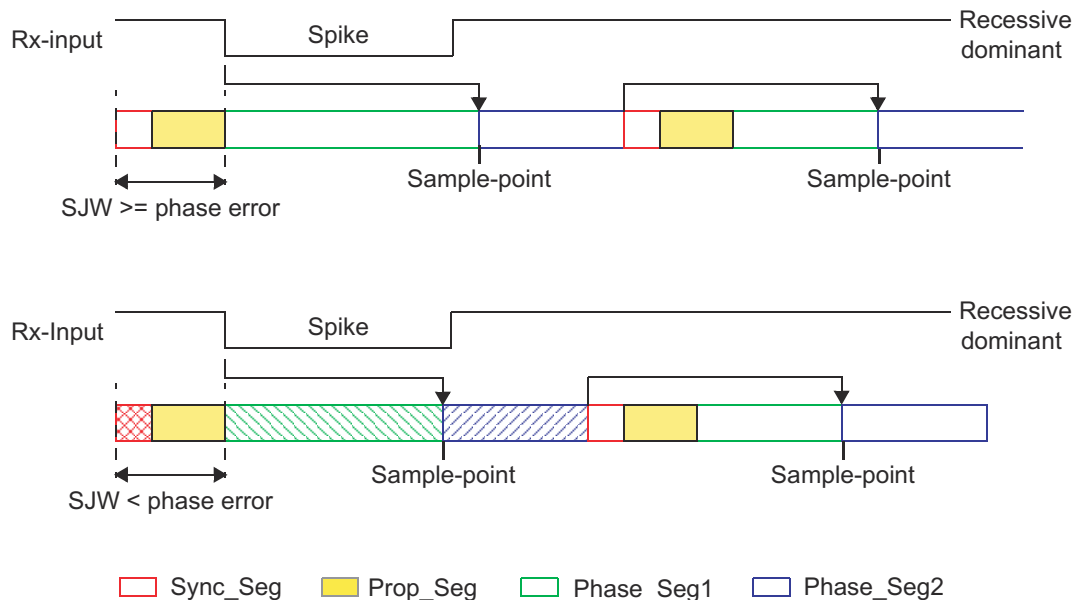 Rx-input
Spike
Recessive
dominant
Sample-point
Sample-point
SJW >= phase error
Rx-Input
Spike
Recessive
dominant
Sample-point
Sample-point
SJW < phase error
Sync_Seg
Prop_Seg
Phase_Seg1
Phase_Seg2